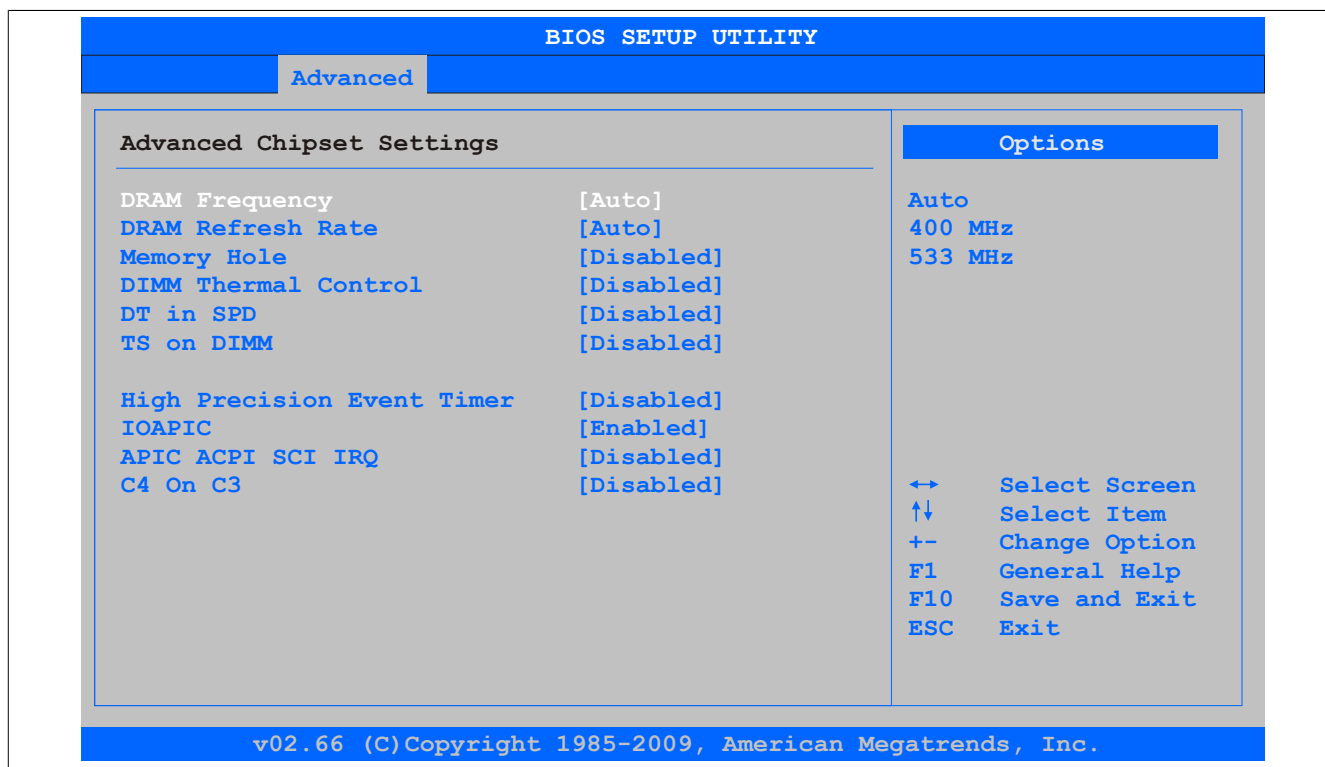 BIOS SETUP UTILITY
Advanced
Advanced Chipset Settings
DRAM Frequency [Auto]
DRAM Refresh Rate [Auto]
Memory Hole [Disabled]
DIMM Thermal Control [Disabled]
DT in SPD [Disabled]
TS on DIMM [Disabled]
High Precision Event Timer [Disabled]
IOAPIC [Enabled]
APIC ACPI SCI IRQ [Disabled]
C4 On C3 [Disabled]
Options
Auto
400 MHz
533 MHz
↔ Select Screen
↑↓ Select Item
+- Change Option
F1 General Help
F10 Save and Exit
ESC Exit
v02.66 (C)Copyright 1985-2009, American Megatrends, Inc.